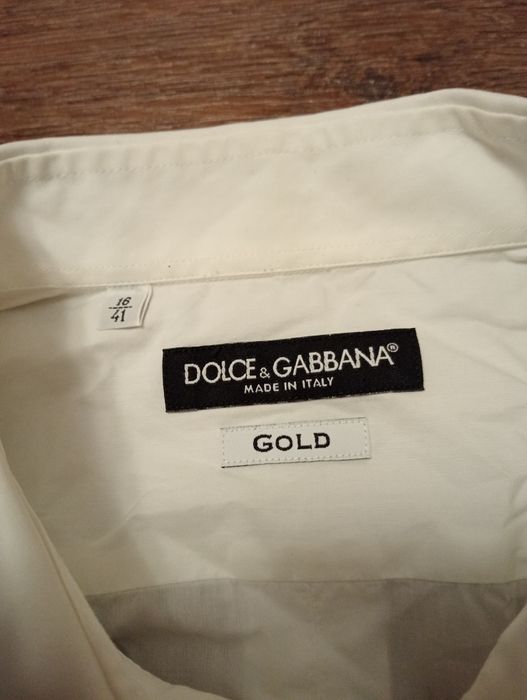 16
41
DOLCE & GABBANA®
MADE IN ITALY
GOLD